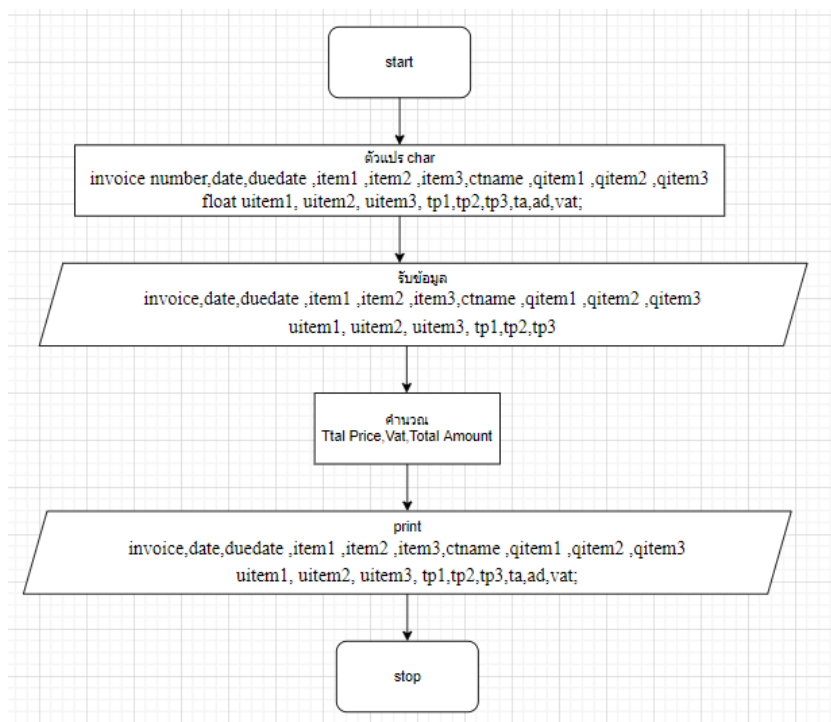 start
ตัวแปร char
invoice number,date,duedate ,item1 ,item2 ,item3,ctname ,qitem1 ,qitem2 ,qitem3
float uitem1, uitem2, uitem3, tp1,tp2,tp3,ta,ad,vat;
รับข้อมูล
invoice,date,duedate ,item1 ,item2 ,item3,ctname ,qitem1 ,qitem2 ,qitem3
uitem1, uitem2, uitem3, tp1,tp2,tp3
คำนวณ
Ttal Price,Vat,Total Amount
print
invoice,date,duedate ,item1 ,item2 ,item3,ctname ,qitem1 ,qitem2 ,qitem3
uitem1, uitem2, uitem3, tp1,tp2,tp3,ta,ad,vat;
stop